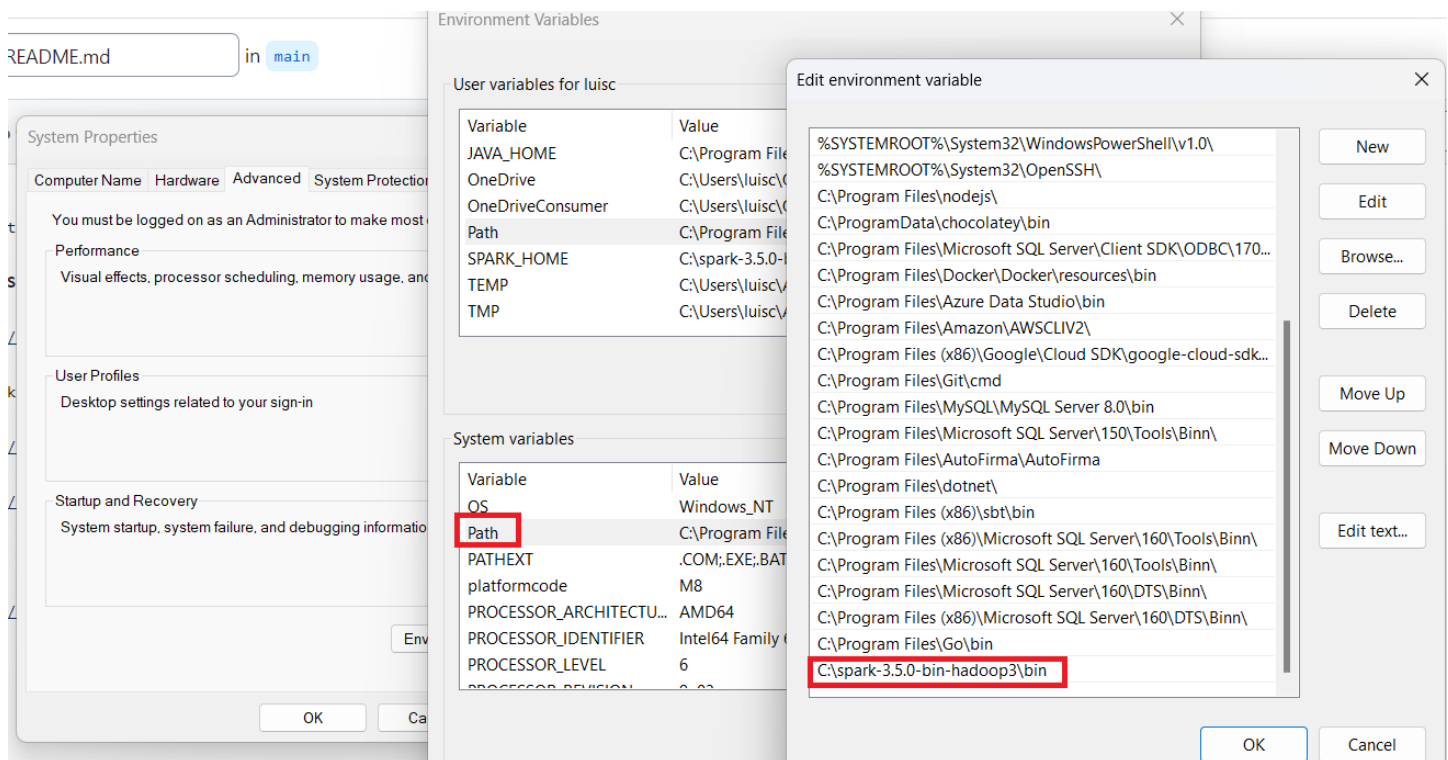 README.md in main
System Properties
Computer Name Hardware Advanced System Protection
You must be logged on as an Administrator to make most
Performance
Visual effects, processor scheduling, memory usage, and
User Profiles
Desktop settings related to your sign-in
Startup and Recovery
System startup, system failure, and debugging informatio
Env
OK Ca
Environment Variables
User variables for luisc
Variable Value
JAVA_HOME C:\Program File
OneDrive C:\Users\luisc\
OneDriveConsumer C:\Users\luisc\
Path C:\Program File
SPARK_HOME C:\spark-3.5.0-
TEMP C:\Users\luisc\
TMP C:\Users\luisc\
System variables
Variable Value
OS Windows_NT
Path C:\Program File
PATHEXT .COM;.EXE;.BAT
platformcode M8
PROCESSOR_ARCHITECTU... AMD64
PROCESSOR_IDENTIFIER Intel64 Family
PROCESSOR_LEVEL 6
Edit environment variable
%SYSTEMROOT%\System32\WindowsPowerShell\v1.0\
%SYSTEMROOT%\System32\OpenSSH\
C:\Program Files\nodejs\
C:\ProgramData\chocolatey\bin
C:\Program Files\Microsoft SQL Server\Client SDK\ODBC\170...
C:\Program Files\Docker\Docker\resources\bin
C:\Program Files\Azure Data Studio\bin
C:\Program Files\Amazon\AWSCLIV2\
C:\Program Files (x86)\Google\Cloud SDK\google-cloud-sdk...
C:\Program Files\Git\cmd
C:\Program Files\MySQL\MySQL Server 8.0\bin
C:\Program Files\Microsoft SQL Server\150\Tools\Binn\
C:\Program Files\AutoFirma\AutoFirma
C:\Program Files\dotnet\
C:\Program Files (x86)\sbt\bin
C:\Program Files (x86)\Microsoft SQL Server\160\Tools\Binn\
C:\Program Files\Microsoft SQL Server\160\Tools\Binn\
C:\Program Files\Microsoft SQL Server\160\DTS\Binn\
C:\Program Files (x86)\Microsoft SQL Server\160\DTS\Binn\
C:\Program Files\Go\bin
C:\spark-3.5.0-bin-hadoop3\bin
New
Edit
Browse...
Delete
Move Up
Move Down
Edit text...
OK Cancel